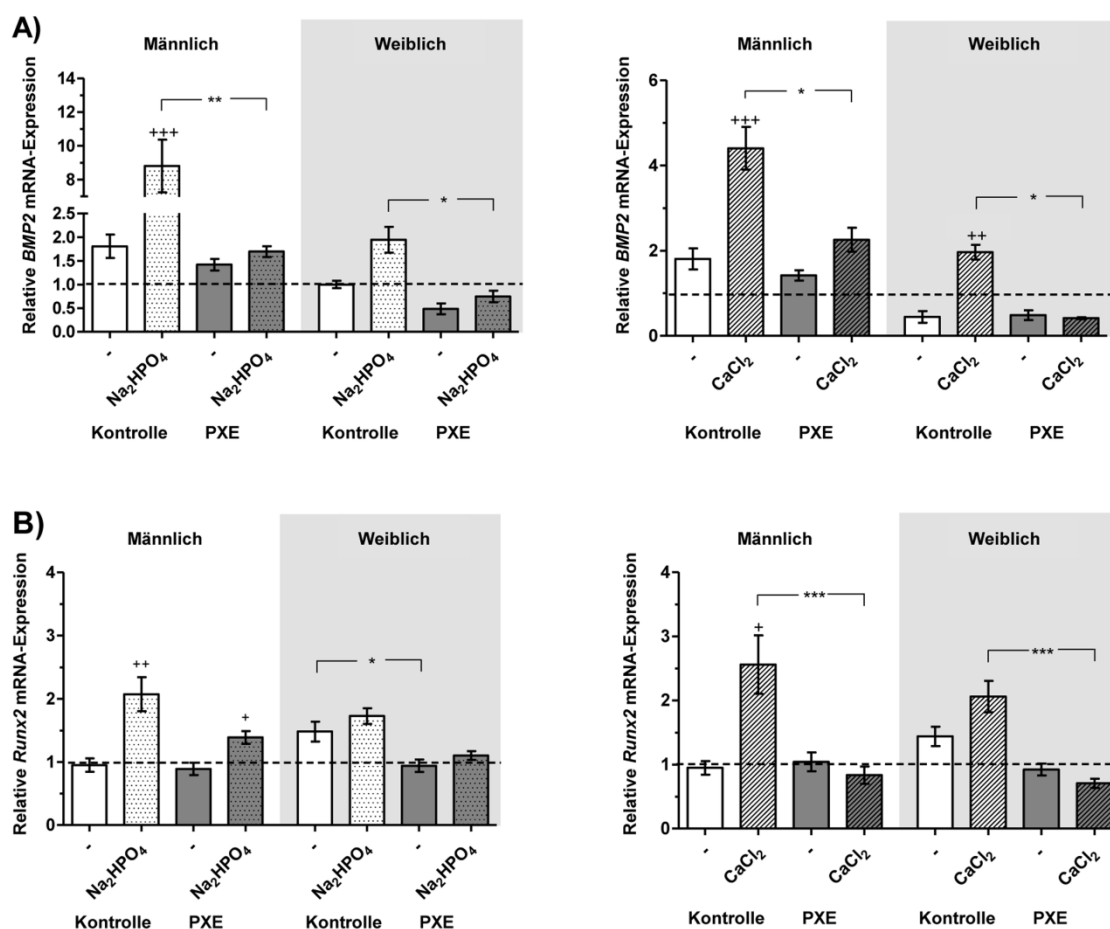 A)
Männlich
Weiblich
Relative BMP2 mRNA-Expression
14
12
10
8
2.5
2.0
1.5
1.0
0.5
0.0
+++
**
*
-
Na₂HPO₄
-
Na₂HPO₄
-
Na₂HPO₄
-
Na₂HPO₄
Kontrolle
PXE
Kontrolle
PXE
Männlich
Weiblich
Relative BMP2 mRNA-Expression
6
4
2
0
+++
*
++
*
-
CaCl₂
-
CaCl₂
-
CaCl₂
-
CaCl₂
Kontrolle
PXE
Kontrolle
PXE
B)
Männlich
Weiblich
Relative Runx2 mRNA-Expression
4
3
2
1
0
++
+
*
-
Na₂HPO₄
-
Na₂HPO₄
-
Na₂HPO₄
-
Na₂HPO₄
Kontrolle
PXE
Kontrolle
PXE
Männlich
Weiblich
Relative Runx2 mRNA-Expression
4
3
2
1
0
+
***
***
-
CaCl₂
-
CaCl₂
-
CaCl₂
-
CaCl₂
Kontrolle
PXE
Kontrolle
PXE